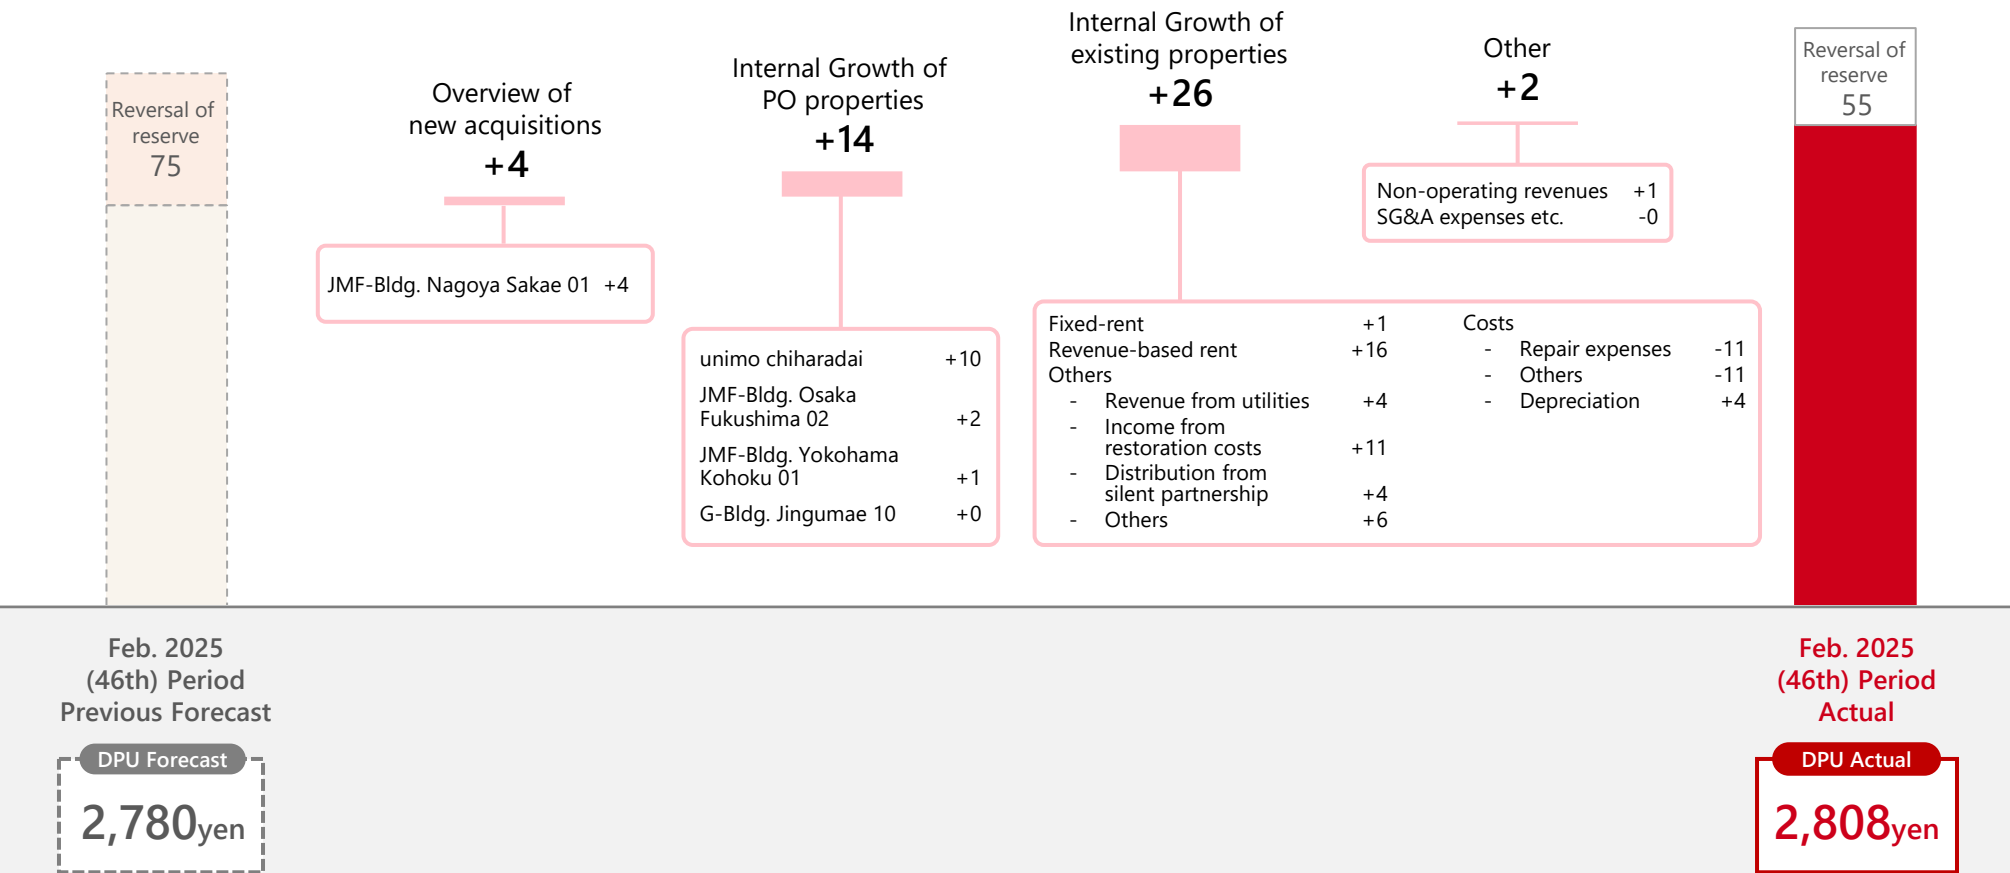 Reversal of
reserve
75
Overview of
new acquisitions
+4
JMF-Bldg. Nagoya Sakae 01 +4
Internal Growth of
PO properties
+14
unimo chiharadai +10
JMF-Bldg. Osaka
Fukushima 02 +2
JMF-Bldg. Yokohama
Kohoku 01 +1
G-Bldg. Jingumae 10 +0
Internal Growth of
existing properties
+26
Fixed-rent +1
Revenue-based rent +16
Others
- Revenue from utilities +4
- Income from
restoration costs +11
- Distribution from
silent partnership +4
- Others +6
Costs
- Repair expenses -11
- Others -11
- Depreciation +4
Other
+2
Non-operating revenues +1
SG&A expenses etc. -0
Reversal of
reserve
55
Feb. 2025
(46th) Period
Previous Forecast
DPU Forecast
2,780yen
Feb. 2025
(46th) Period
Actual
DPU Actual
2,808yen